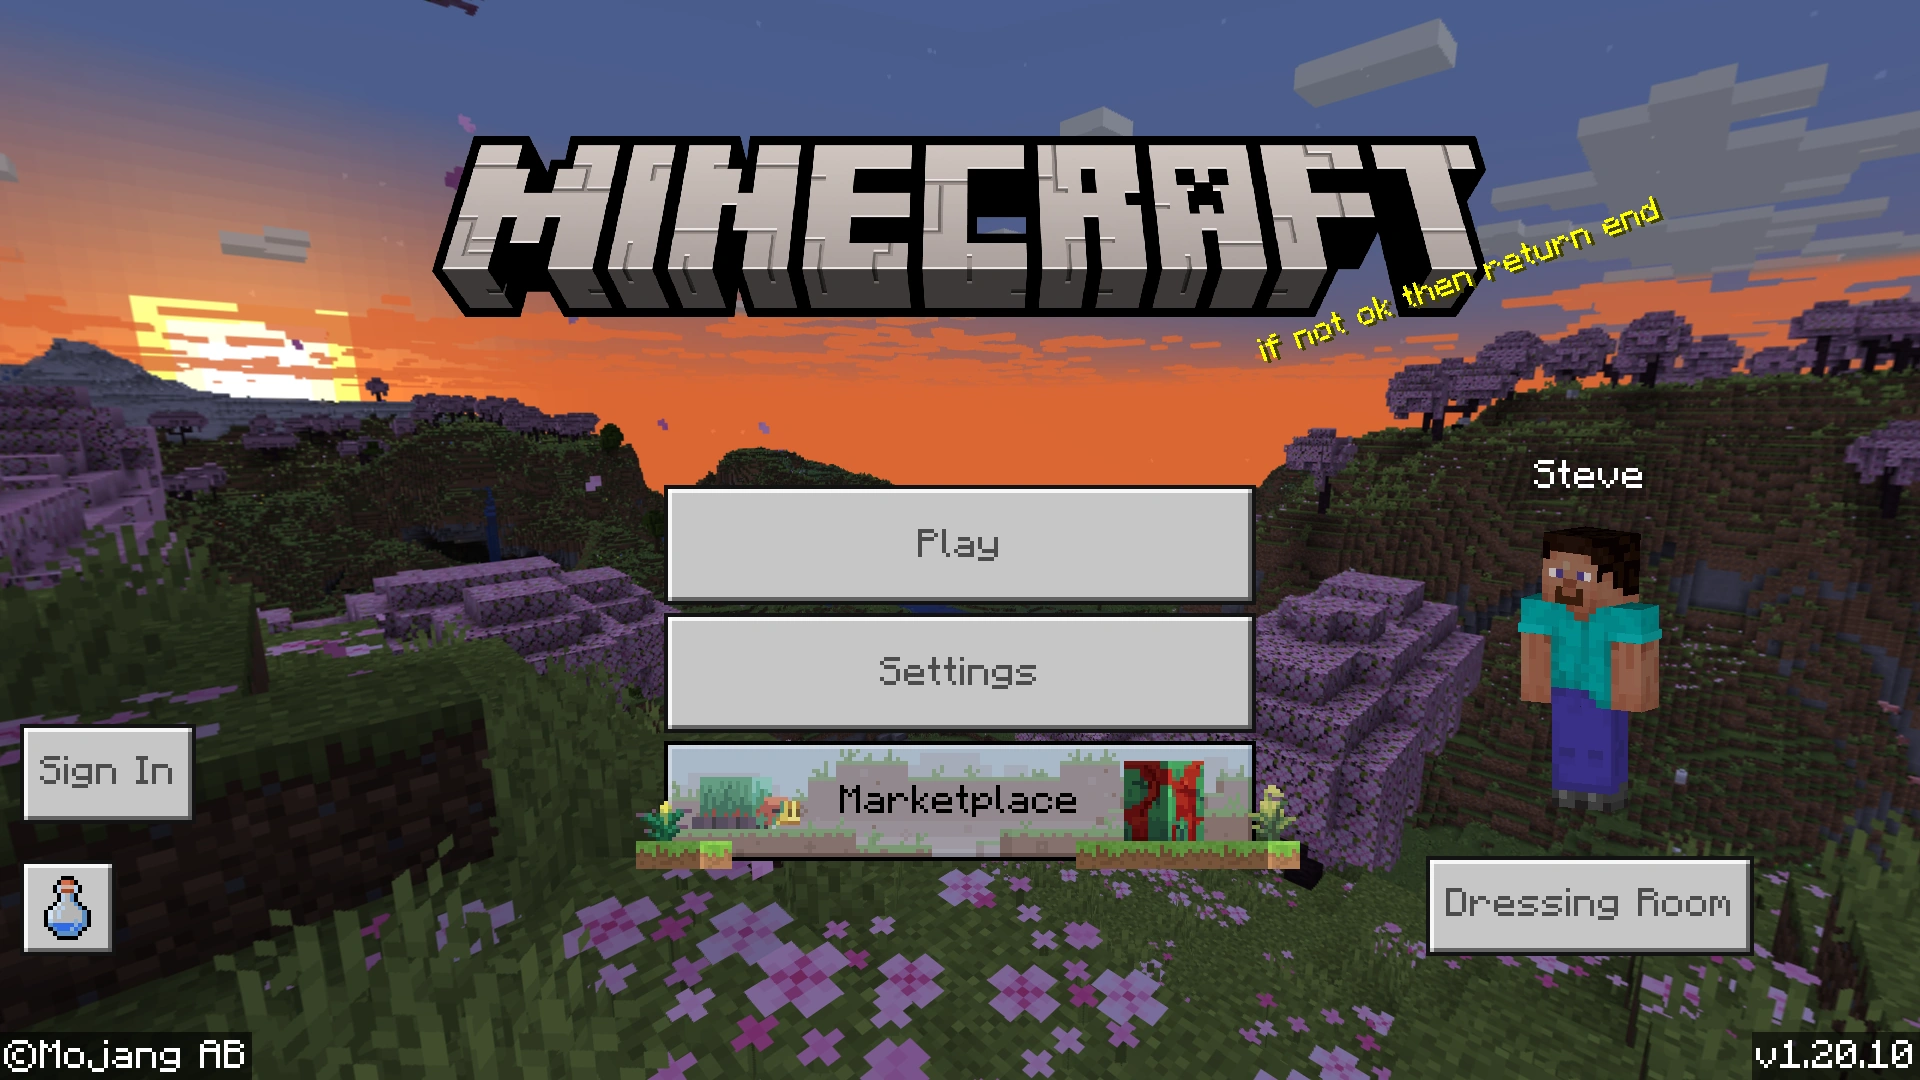 MINECRAFT
if not ok then return end
Steve
Play
Settings
Sign In
Marketplace
Dressing Room
©Mojang AB
v1.20.10